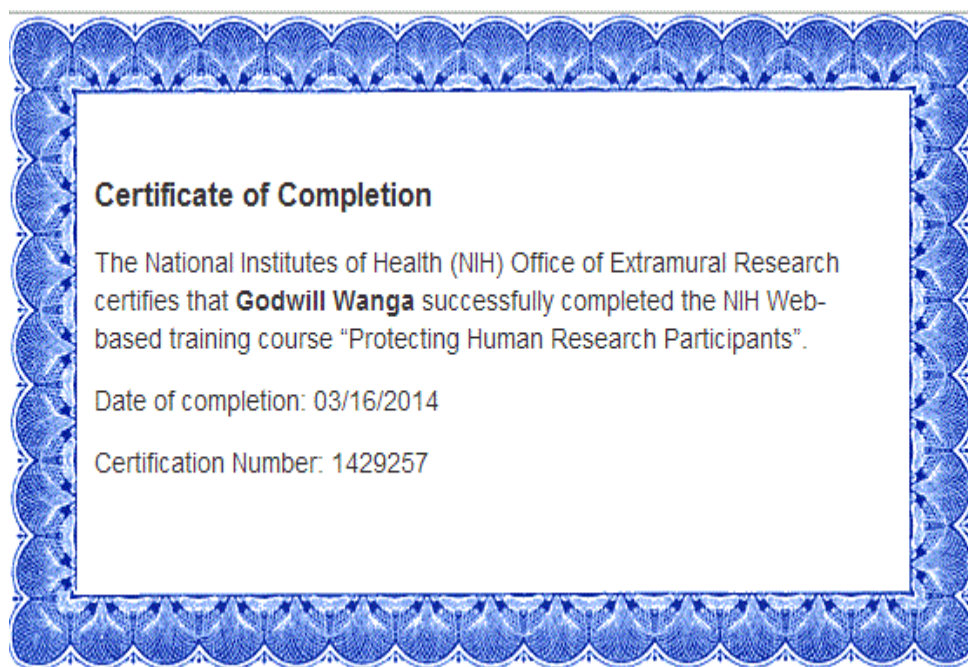 Certificate of Completion
The National Institutes of Health (NIH) Office of Extramural Research
certifies that Godwill Wanga successfully completed the NIH Web-
based training course “Protecting Human Research Participants”.
Date of completion: 03/16/2014
Certification Number: 1429257